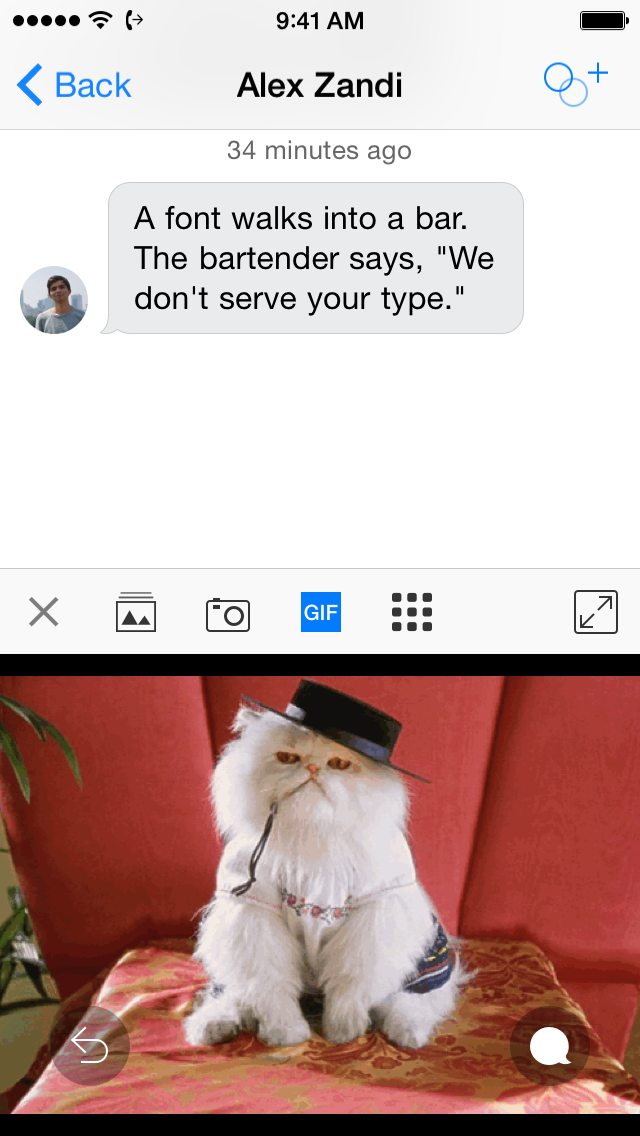 9:41 AM
Back
Alex Zandi
34 minutes ago
A font walks into a bar.
The bartender says, "We
don't serve your type."
GIF